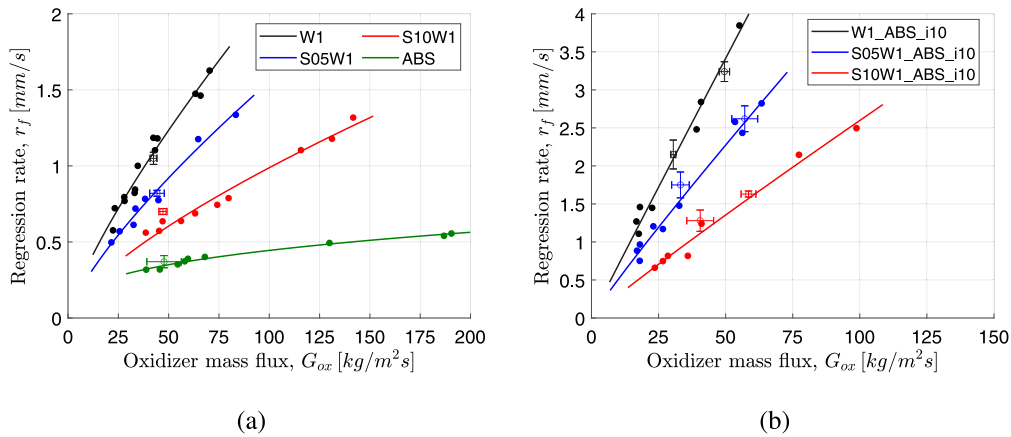 2
1.5
1
0.5
0
0 25 50 75 100 125 150 175 200
Regression rate, r_f [mm/s]
Oxidizer mass flux, G_ox [kg/m²s]
W1 S10W1
S05W1 ABS
(a)
4
3.5
3
2.5
2
1.5
1
0.5
0
0 25 50 75 100 125 150
Regression rate, r_f [mm/s]
Oxidizer mass flux, G_ox [kg/m²s]
W1_ABS_i10
S05W1_ABS_i10
S10W1_ABS_i10
(b)